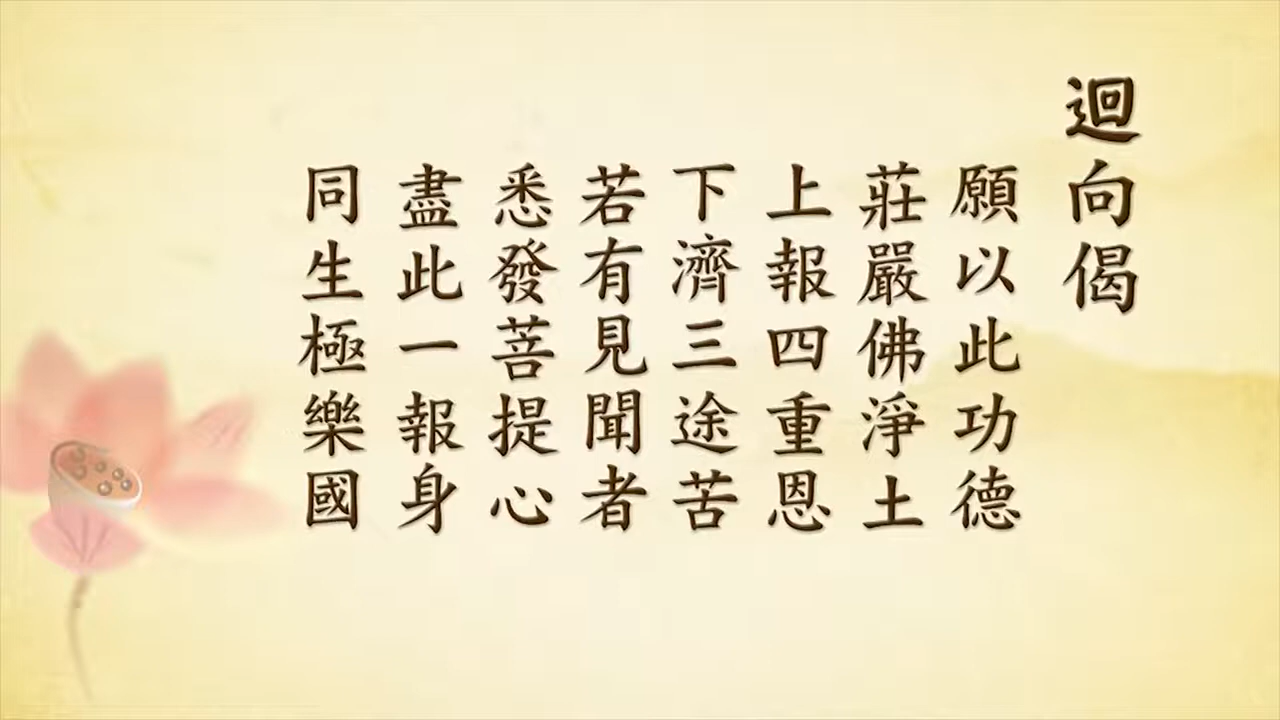 迴向偈
願以此功德
莊嚴佛淨土
上報四重恩
下濟三途苦
若有見聞者
悉發菩提心
盡此一報身
同生極樂國